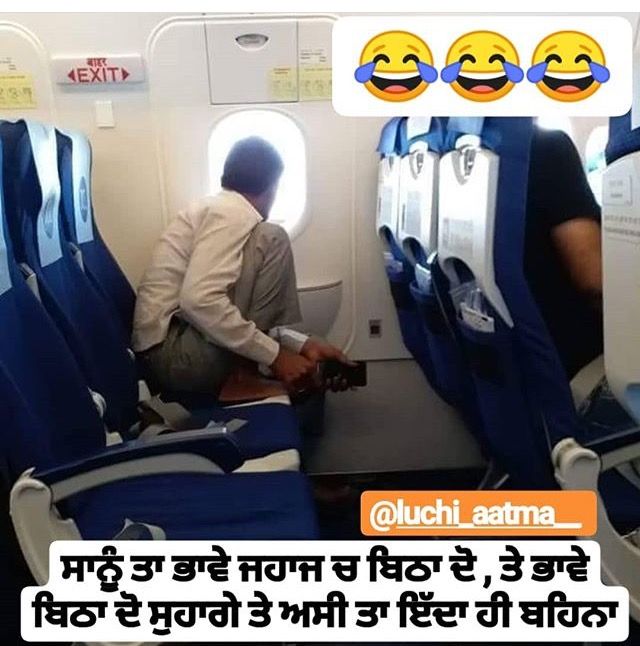 बाहर
EXIT
@luchi_aatma__
ਸਾਨੂੰ ਤਾ ਭਾਵੇ ਜਹਾਜ ਚ ਬਿਠਾ ਦੋ , ਤੇ ਭਾਵੇ
ਬਿਠਾ ਦੋ ਸੁਹਾਗੇ ਤੇ ਅਸੀ ਤਾ ਇੱਦਾ ਹੀ ਬਹਿਨਾ